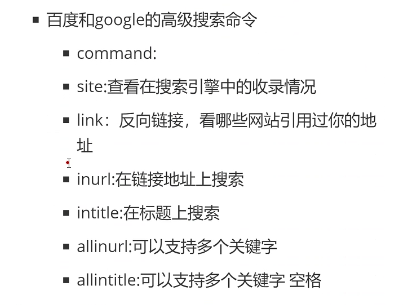 百度和google的高级搜索命令
command:
site:查看在搜索引擎中的收录情况
link：反向链接，看哪些网站引用过你的地
址
inurl:在链接地址上搜索
intitle:在标题上搜索
allinurl:可以支持多个关键字
allintitle:可以支持多个关键字 空格